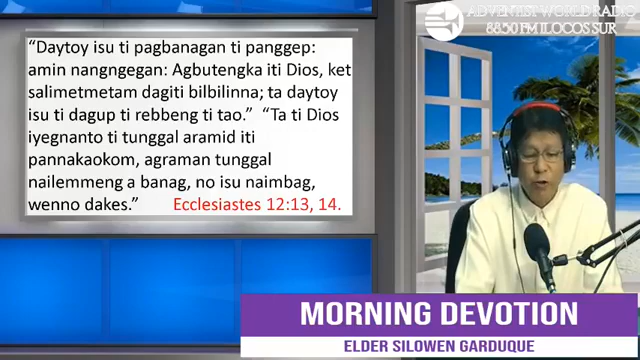 ADVENTIST WORLD RADIO
88.50 FM ILOCOS SUR
“Daytoy isu ti pagbanagan ti panggep:
amin nangngegan: Agbutengka iti Dios, ket
salimetmetam dagiti bilbilinna; ta daytoy
isu ti dagup ti rebbeng ti tao.” “Ta ti Dios
iyegnanto ti tunggal aramid iti
pannakaokom, agraman tunggal
nailemmeng a banag, no isu naimbag,
wenno dakes.” Ecclesiastes 12:13, 14.
MORNING DEVOTION
ELDER SILOWEN GARDUQUE